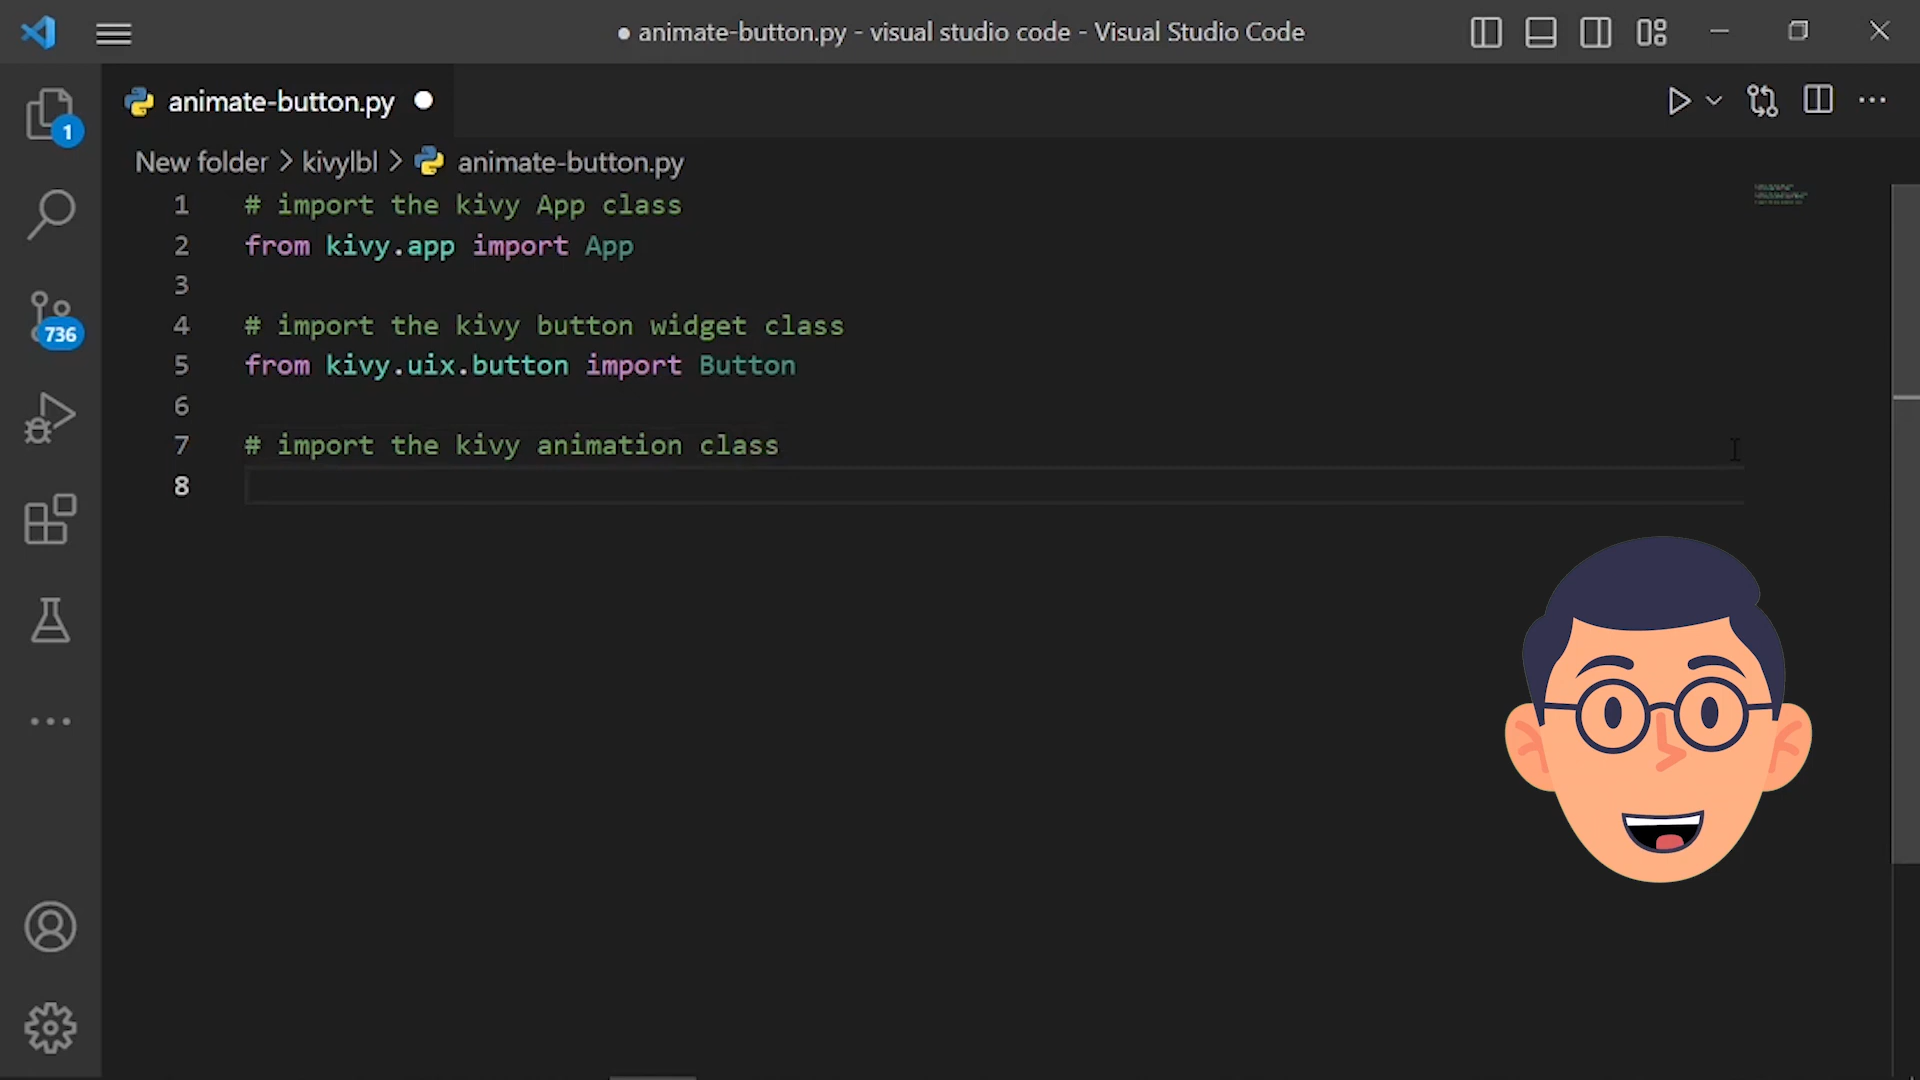 ● animate-button.py - visual studio code - Visual Studio Code
animate-button.py
1
New folder > kivylbl > animate-button.py
1 # import the kivy App class
2 from kivy.app import App
3
4 # import the kivy button widget class
736
5 from kivy.uix.button import Button
6
7 # import the kivy animation class
8